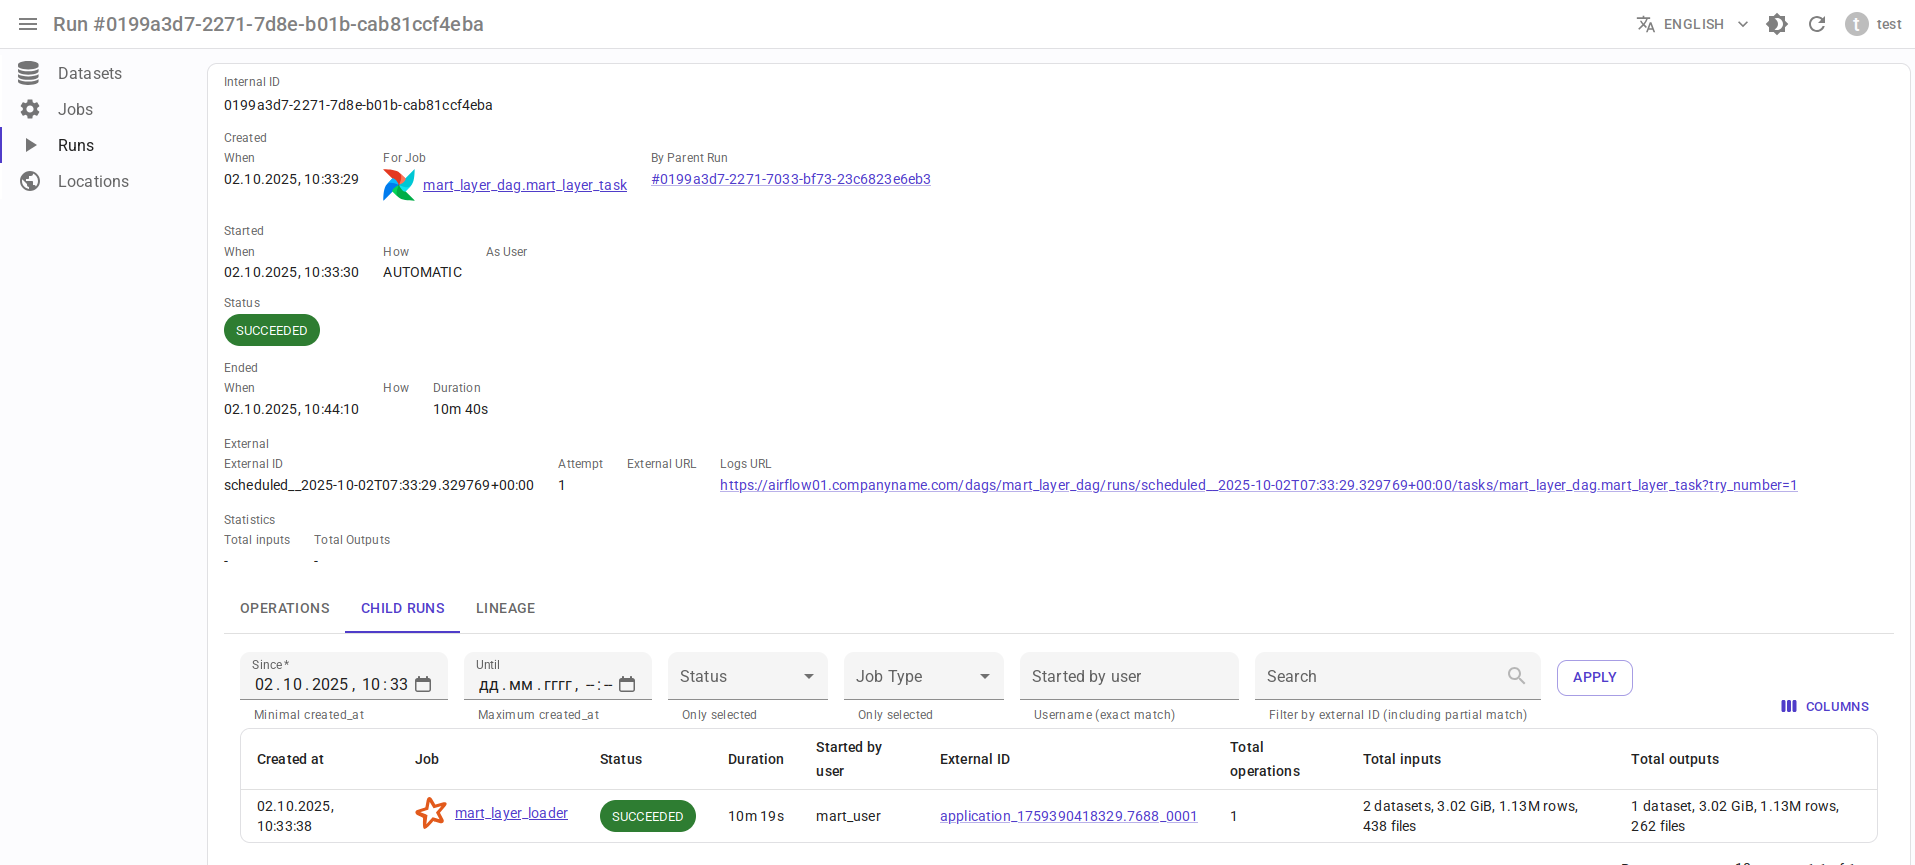 Run #0199a3d7-2271-7d8e-b01b-cab81ccf4eba
ENGLISH
t
test
Datasets
Jobs
Runs
Locations
Internal ID
0199a3d7-2271-7d8e-b01b-cab81ccf4eba
Created
When For Job By Parent Run
02.10.2025, 10:33:29 mart_layer_dag.mart_layer_task #0199a3d7-2271-7033-bf73-23c6823e6eb3
Started
When How As User
02.10.2025, 10:33:30 AUTOMATIC
Status
SUCCEEDED
Ended
When How Duration
02.10.2025, 10:44:10 10m 40s
External
External ID Attempt External URL Logs URL
scheduled__2025-10-02T07:33:29.329769+00:00 1 https://airflow01.companyname.com/dags/mart_layer_dag/runs/scheduled__2025-10-02T07:33:29.329769+00:00/tasks/mart_layer_dag.mart_layer_task?try_number=1
Statistics
Total inputs Total Outputs
- -
OPERATIONS CHILD RUNS LINEAGE
Since* Until
02.10.2025, 10:33 дд.мм.гггг, --:-- Status Job Type Started by user Search APPLY
Minimal created_at Maximum created_at Only selected Only selected Username (exact match) Filter by external ID (including partial match)
COLUMNS
Created at Job Status Duration Started by user External ID Total operations Total inputs Total outputs
02.10.2025, 10:33:38 mart_layer_loader SUCCEEDED 10m 19s mart_user application_1759390418329.7688_0001 1 2 datasets, 3.02 GiB, 1.13M rows, 438 files 1 dataset, 3.02 GiB, 1.13M rows, 262 files